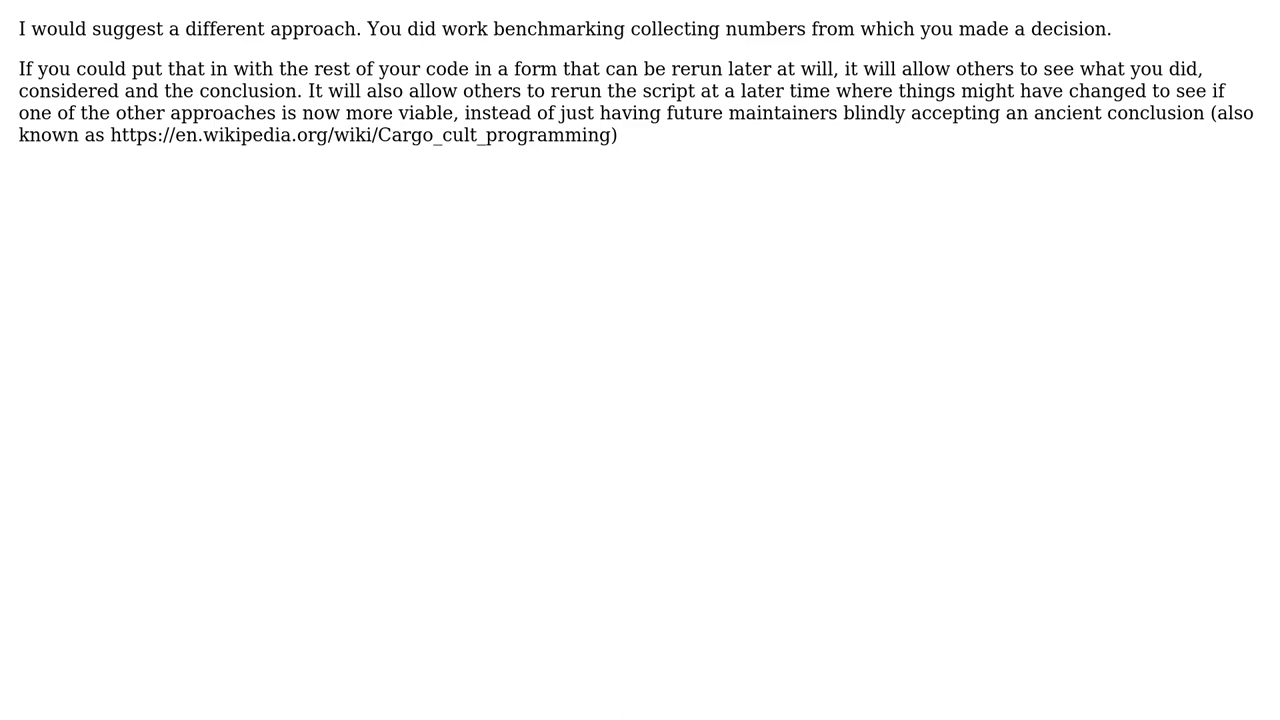 I would suggest a different approach. You did work benchmarking collecting numbers from which you made a decision.
If you could put that in with the rest of your code in a form that can be rerun later at will, it will allow others to see what you did,
considered and the conclusion. It will also allow others to rerun the script at a later time where things might have changed to see if
one of the other approaches is now more viable, instead of just having future maintainers blindly accepting an ancient conclusion (also
known as https://en.wikipedia.org/wiki/Cargo_cult_programming)